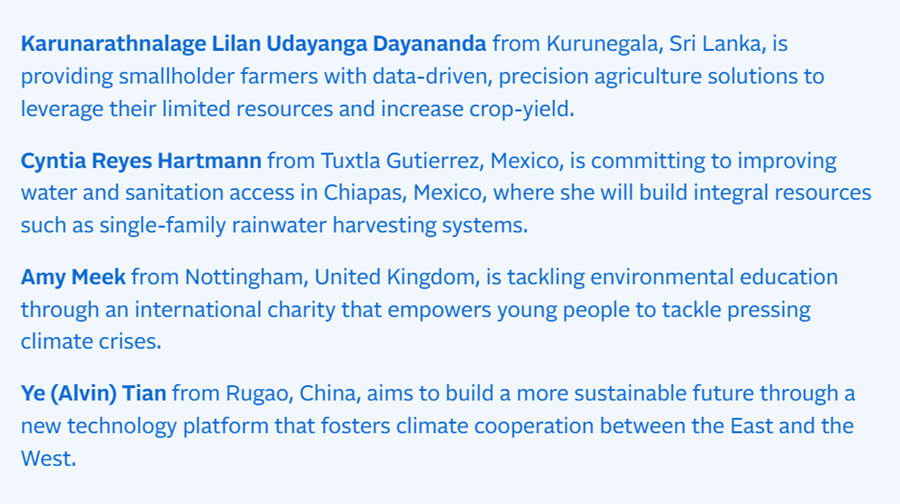 Karunarathnalage Lilan Udayanga Dayananda from Kurunegala, Sri Lanka, is
providing smallholder farmers with data-driven, precision agriculture solutions to
leverage their limited resources and increase crop-yield.
Cyntia Reyes Hartmann from Tuxtla Gutierrez, Mexico, is committing to improving
water and sanitation access in Chiapas, Mexico, where she will build integral resources
such as single-family rainwater harvesting systems.
Amy Meek from Nottingham, United Kingdom, is tackling environmental education
through an international charity that empowers young people to tackle pressing
climate crises.
Ye (Alvin) Tian from Rugao, China, aims to build a more sustainable future through a
new technology platform that fosters climate cooperation between the East and the
West.